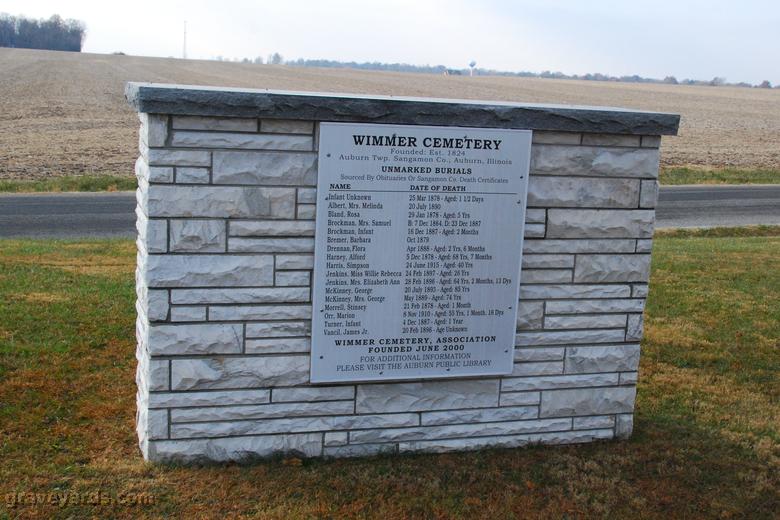 WIMMER CEMETERY
Founded: Est. 1824
Auburn Twp. Sangamon Co., Auburn, Illinois
UNMARKED BURIALS
Sourced By Obituaries Or Sangamon Co. Death Certificates
NAME DATE OF DEATH
Infant Unknown 25 Mar 1878 - Aged; 1 1/2 Days
Albert, Mrs. Melinda 20 July 1890
Bland, Rosa 29 Jan 1878 - Aged; 5 Yrs
Brockman, Mrs. Samuel B: 7 Dec 1864, D: 23 Dec 1887
Brockman, Infant 16 Dec 1887 - Aged; 2 Months
Bremer, Barbara Oct 1879
Drennan, Flora Apr 1888 - Aged; 2 Yrs, 6 Months
Harney, Alford 5 Dec 1878 - Aged; 68 Yrs, 7 Months
Harris, Simpson 24 June 1915 - Aged; 40 Yrs
Jenkins, Miss Willie Rebecca 24 Feb 1897 - Aged; 26 Yrs
Jenkins, Mrs. Elizabeth Ann 28 Feb 1896 - Aged; 64 Yrs, 2 Months, 13 Dys
McKinney, George 20 July 1893 - Aged; 85 Yrs
McKinney, Mrs. George May 1889 - Aged; 74 Yrs
Morrell, Stinsey 21 Feb 1878 - Aged; 1 Month
Orr, Marion 8 Nov 1910 - Aged; 55 Yrs, 1 Month, 18 Dys
Turner, Infant 4 Dec 1887 - Aged; 1 Year
Vancil, James Jr. 20 Feb 1896 - Age Unknown
WIMMER CEMETERY, ASSOCIATION
FOUNDED JUNE 2000
FOR ADDITIONAL INFORMATION
PLEASE VISIT THE AUBURN PUBLIC LIBRARY
graveyards.com